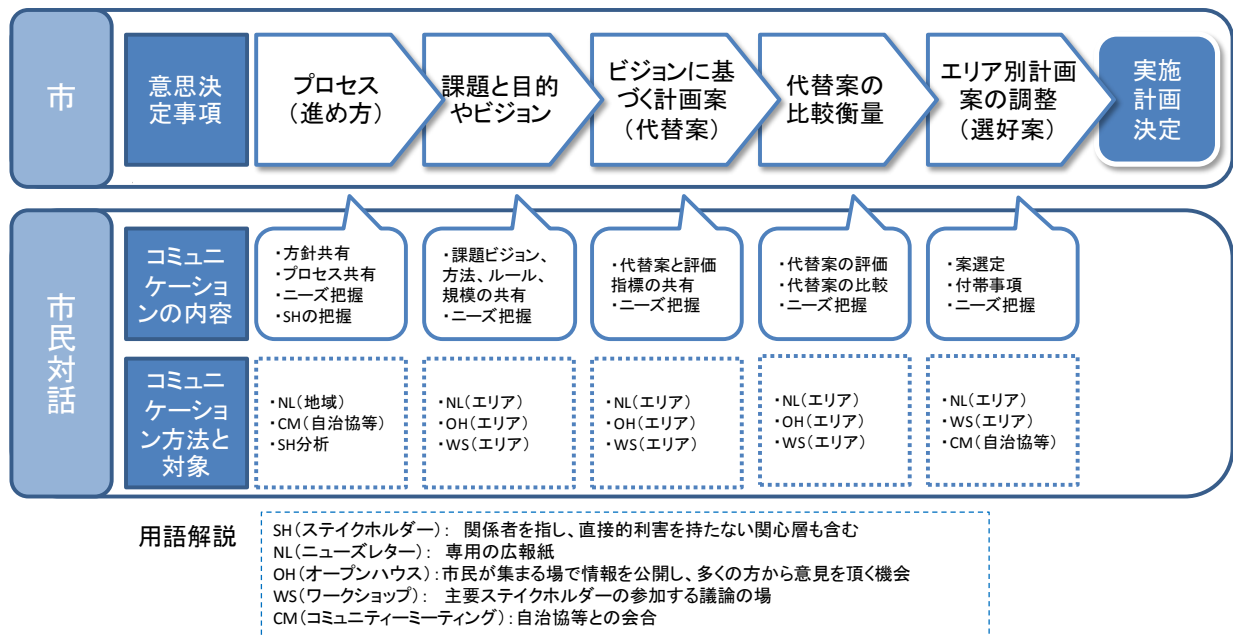 市
意思決
定事項
プロセス
（進め方）
課題と目的
やビジョン
ビジョンに基
づく計画案
（代替案）
代替案の
比較衡量
エリア別計画
案の調整
（選好案）
実施
計画
決定
市民対話
コミュニ
ケーショ
ンの内容
・方針共有
・プロセス共有
・ニーズ把握
・SHの把握
・課題ビジョン、
方法、ルール、
規模の共有
・ニーズ把握
・代替案と評価
指標の共有
・ニーズ把握
・代替案の評価
・代替案の比較
・ニーズ把握
・案選定
・付帯事項
・ニーズ把握
コミュニ
ケーショ
ン方法と
対象
・NL（地域）
・CM（自治協等）
・SH分析
・NL（エリア）
・OH（エリア）
・WS（エリア）
・NL（エリア）
・OH（エリア）
・WS（エリア）
・NL（エリア）
・OH（エリア）
・WS（エリア）
・NL（エリア）
・WS（エリア）
・CM（自治協等）
用語解説
SH（ステイクホルダー）： 関係者を指し、直接的利害を持たない関心層も含む
NL（ニューズレター）： 専用の広報紙
OH（オープンハウス）：市民が集まる場で情報を公開し、多くの方から意見を頂く機会
WS（ワークショップ）： 主要ステイクホルダーの参加する議論の場
CM（コミュニティーミーティング）：自治協等との会合